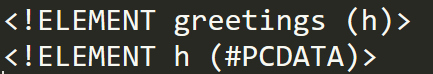 <!ELEMENT greetings (h)>
<!ELEMENT h (#PCDATA)>